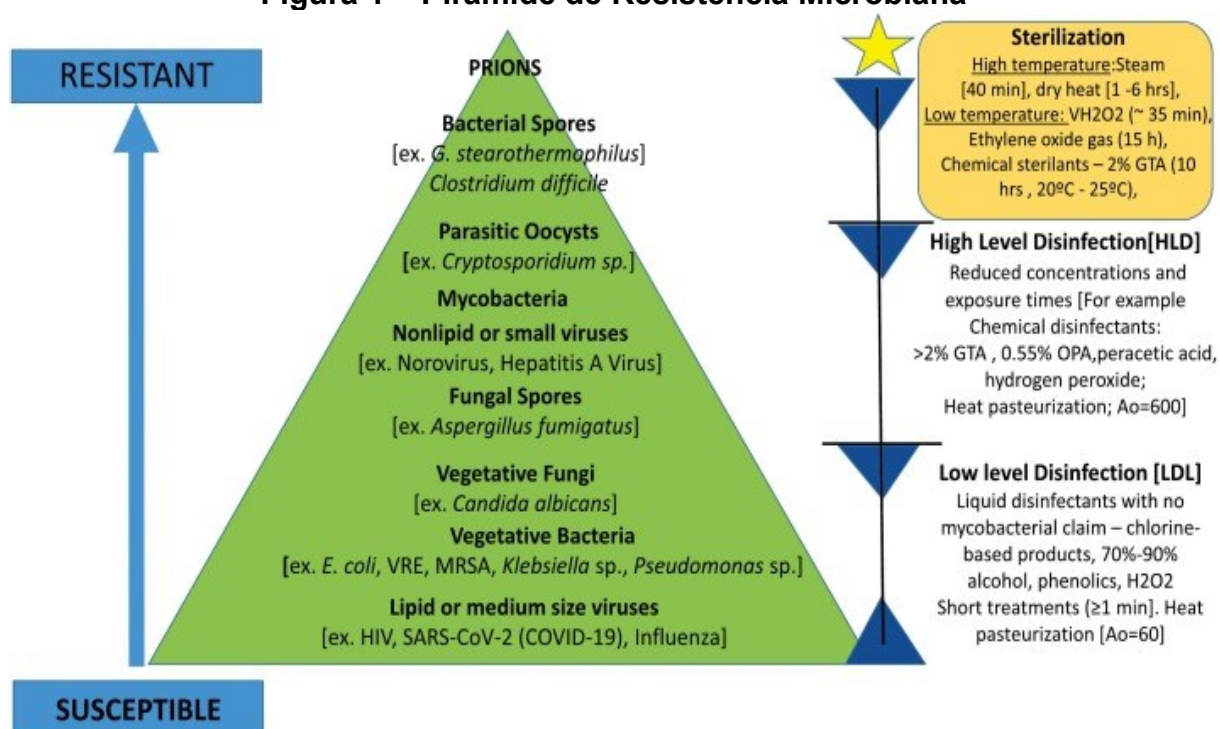 Figura 1 – Pirâmide de Resistência Microbiana
RESISTANT
SUSCEPTIBLE
PRIONS
Bacterial Spores
[ex. G. stearothermophilus]
Clostridium difficile
Parasitic Oocysts
[ex. Cryptosporidium sp.]
Mycobacteria
Nonlipid or small viruses
[ex. Norovirus, Hepatitis A Virus]
Fungal Spores
[ex. Aspergillus fumigatus]
Vegetative Fungi
[ex. Candida albicans]
Vegetative Bacteria
[ex. E. coli, VRE, MRSA, Klebsiella sp., Pseudomonas sp.]
Lipid or medium size viruses
[ex. HIV, SARS-CoV-2 (COVID-19), Influenza]
Sterilization
High temperature:Steam
[40 min], dry heat [1 -6 hrs],
Low temperature: VH2O2 (~ 35 min),
Ethylene oxide gas (15 h),
Chemical sterilants – 2% GTA (10
hrs , 20ºC - 25ºC),
High Level Disinfection[HLD]
Reduced concentrations and
exposure times [For example
Chemical disinfectants:
>2% GTA , 0.55% OPA,peracetic acid,
hydrogen peroxide;
Heat pasteurization; Ao=600]
Low level Disinfection [LDL]
Liquid disinfectants with no
mycobacterial claim – chlorine-
based products, 70%-90%
alcohol, phenolics, H2O2
Short treatments (≥1 min]. Heat
pasteurization [Ao=60]